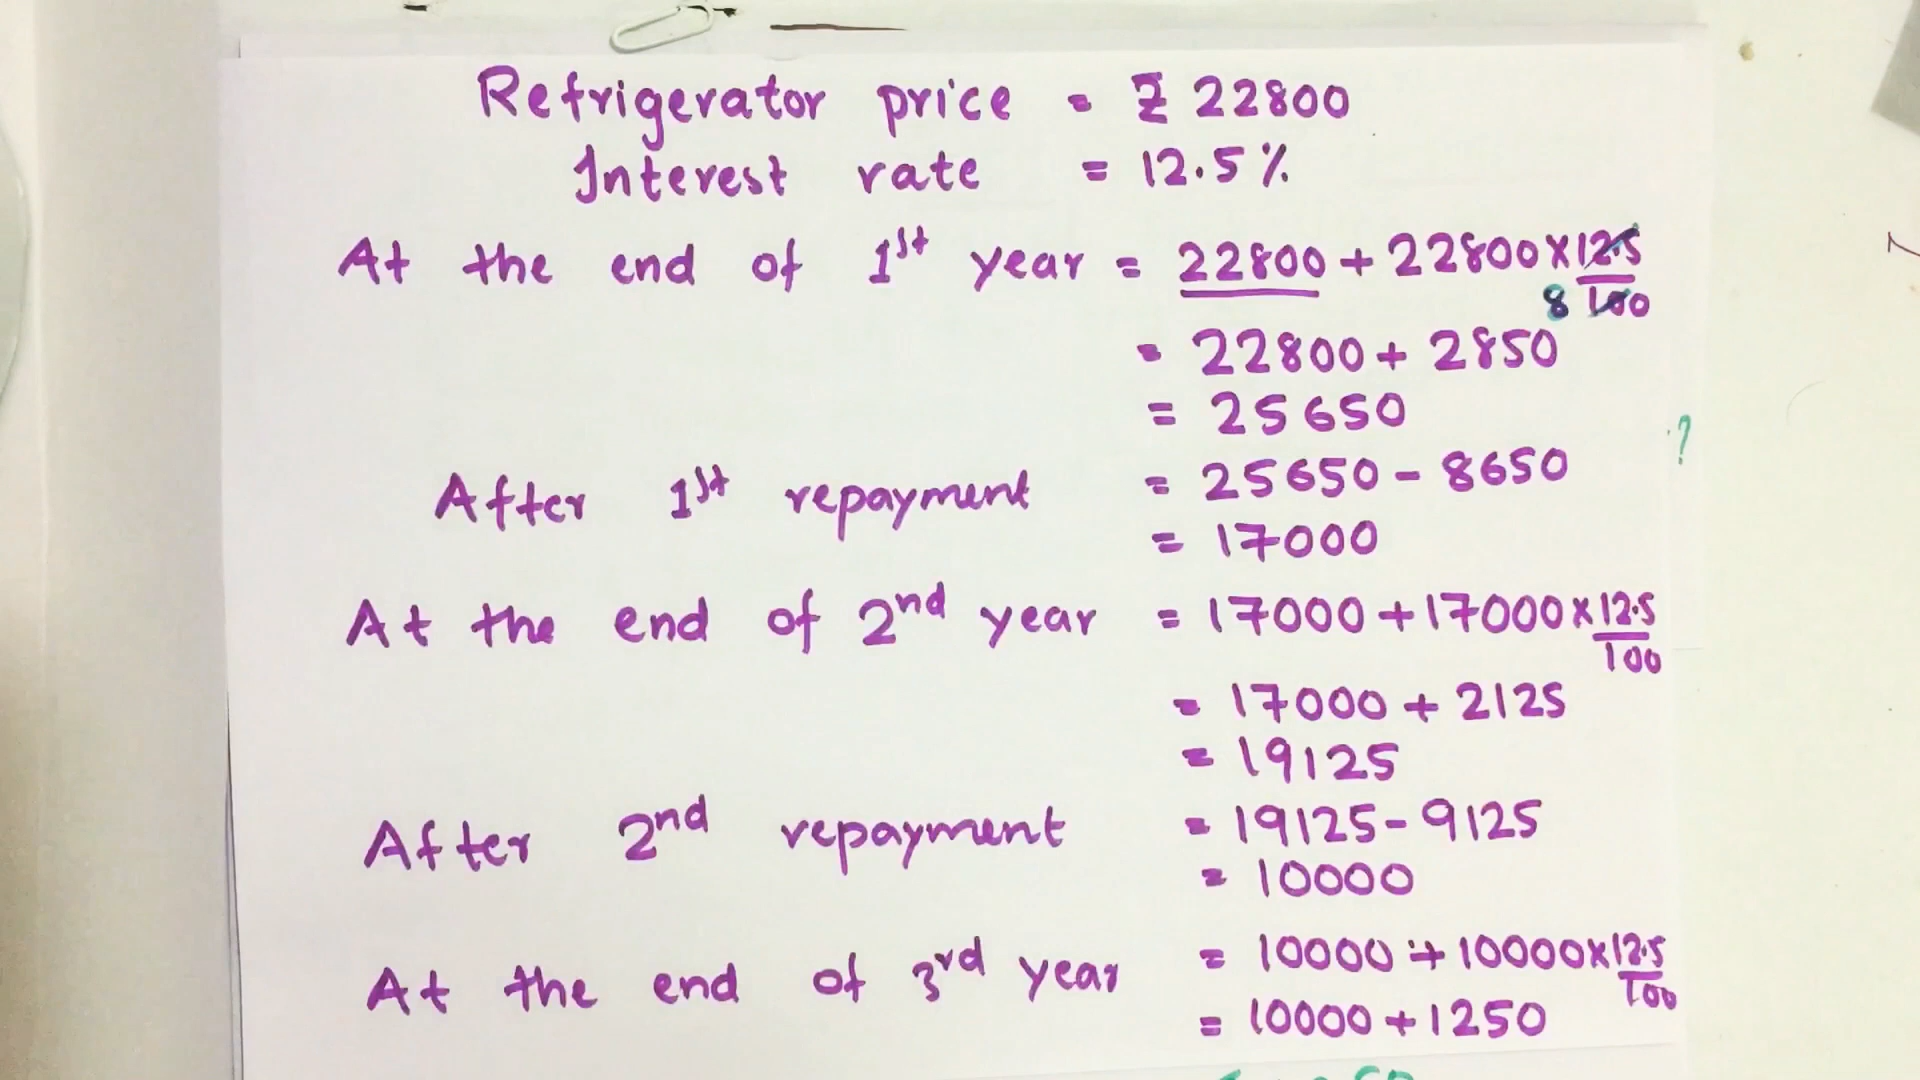 Refrigerator price = ₹ 22800
Interest rate = 12.5%
At the end of 1st year = 22800 + 22800 × 12.5/100
8
= 22800 + 2850
= 25650
?
After 1st repayment = 25650 - 8650
= 17000
At the end of 2nd year = 17000 + 17000 × 12.5/100
= 17000 + 2125
= 19125
After 2nd repayment = 19125 - 9125
= 10000
At the end of 3rd year = 10000 + 10000 × 12.5/100
= 10000 + 1250